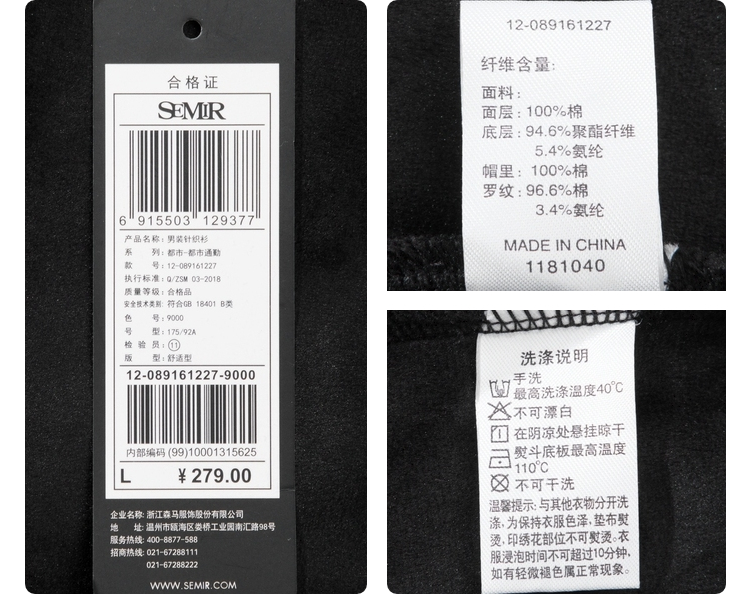 合格证
SEMIR
6 915503 129377
产品名称: 男装针织衫
系 列: 都市-都市通勤
款 号: 12-089161227
执行标准: Q/ZSM 03-2018
质量等级: 合格品
安全技术类别: 符合GB 18401 B类
色 号: 9000
号 型: 175/92A
检 验 员: 11
版 型: 舒适型
12-089161227-9000
内部编码 (99)10001315625
L ¥279.00
企业名称: 浙江森马服饰股份有限公司
地 址: 温州市瓯海区娄桥工业园南汇路98号
服务热线: 400-8877-588
招商热线: 021-67288111
021-67288222
WWW.SEMIR.COM
12-089161227
纤维含量:
面料:
面层: 100%棉
底层: 94.6%聚酯纤维
5.4%氨纶
帽里: 100%棉
罗纹: 96.6%棉
3.4%氨纶
MADE IN CHINA
1181040
洗涤说明
手洗
最高洗涤温度40℃
不可漂白
在阴凉处悬挂晾干
熨斗底板最高温度
110℃
不可干洗
温馨提示: 与其他衣物分开洗
涤, 为保持衣服色泽, 垫布熨
烫, 印绣花部位不可熨烫。衣
服浸泡时间不可超过10分钟,
如有轻微褪色属正常现象。